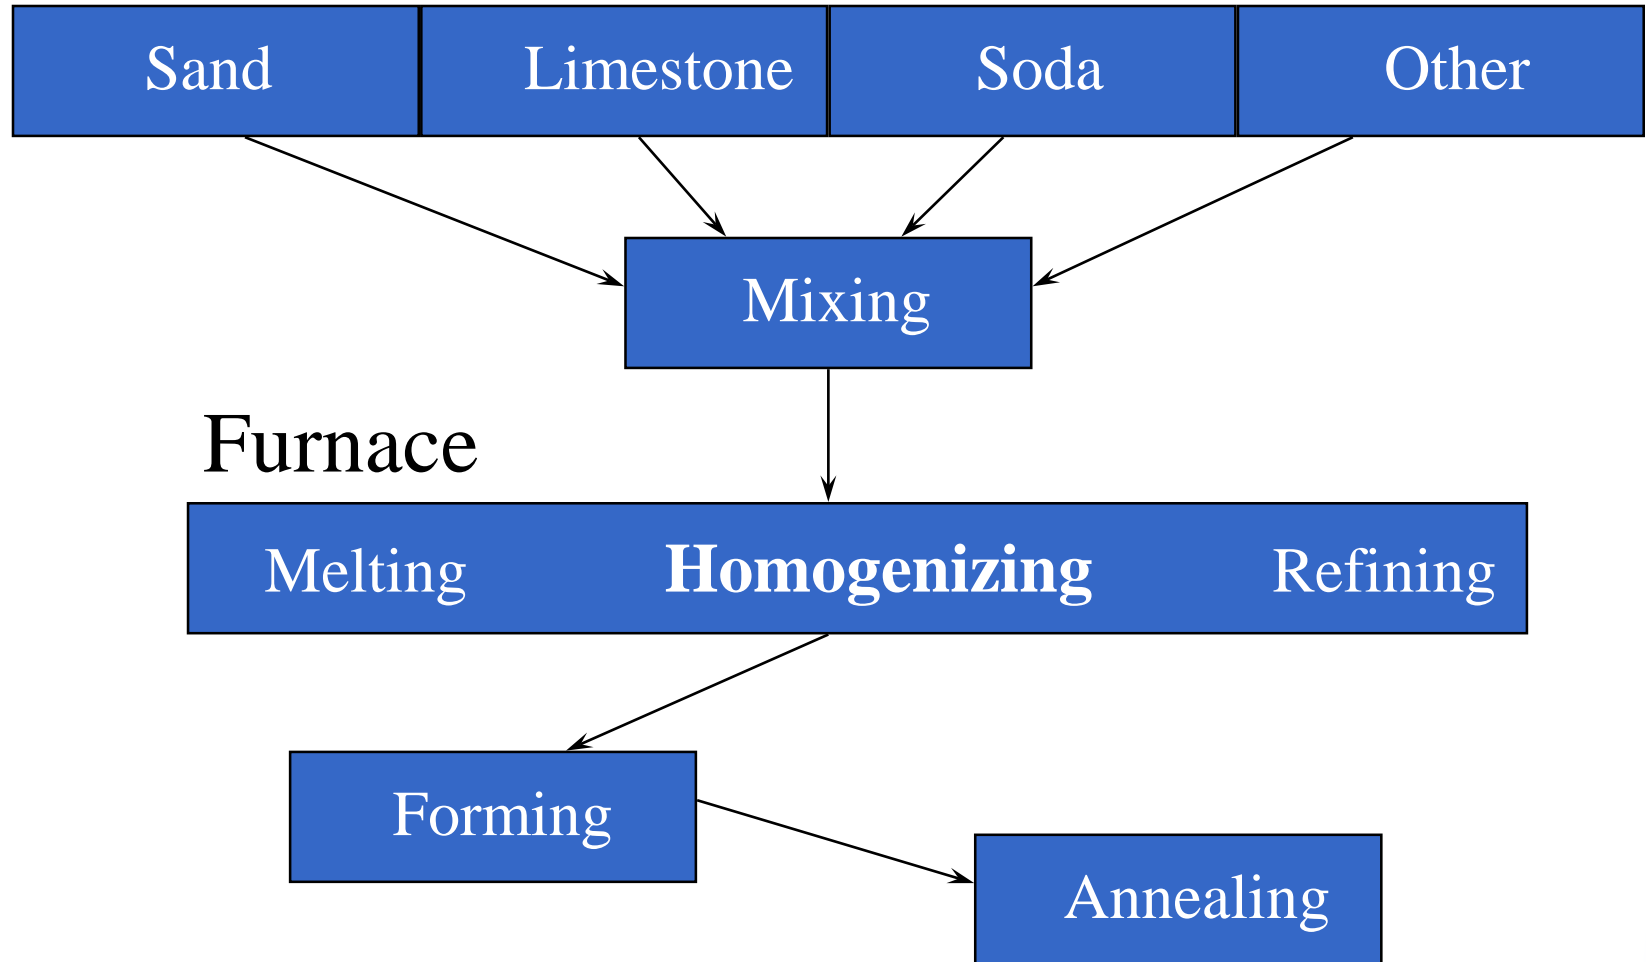 Sand Limestone Soda Other
Mixing
Furnace
Melting Homogenizing Refining
Forming
Annealing